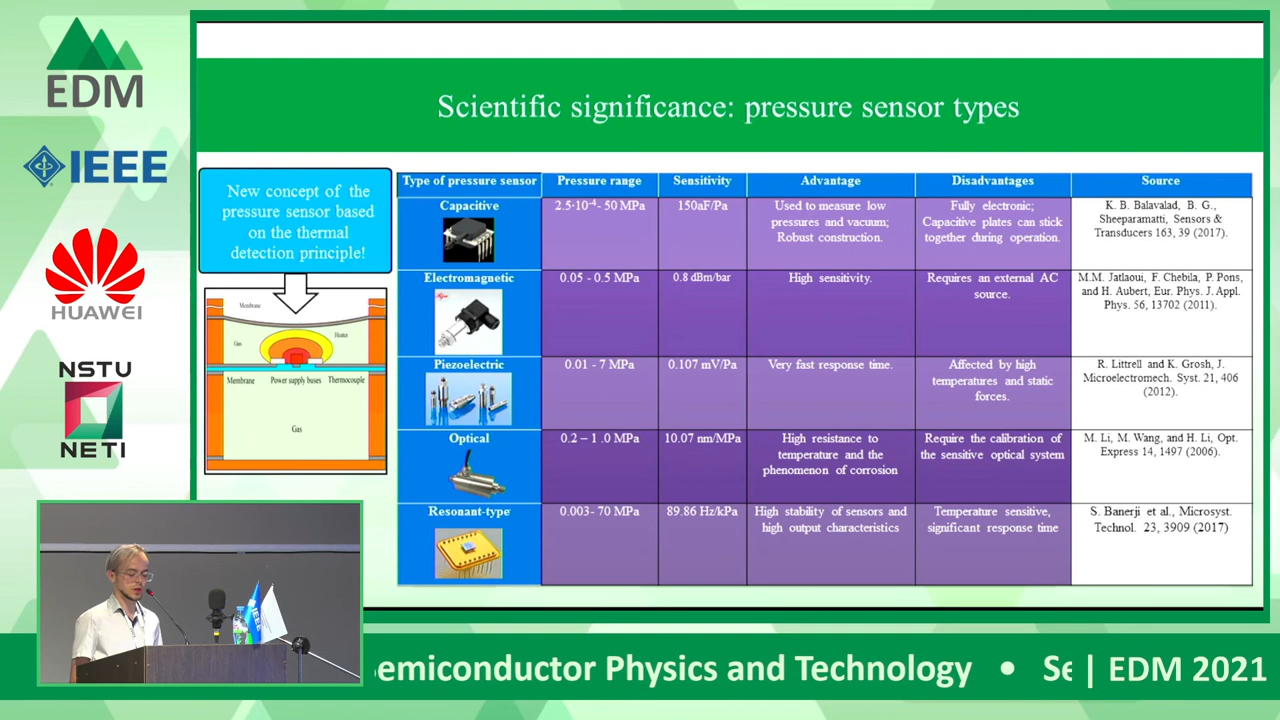 EDM
IEEE
HUAWEI
NSTU
NETI
Scientific significance: pressure sensor types
New concept of the
pressure sensor based
on the thermal
detection principle!
Membrane
Gas
Heater
Membrane
Power supply buses
Thermocouple
Gas
Type of pressure sensor
Pressure range
Sensitivity
Advantage
Disadvantages
Source
Capacitive
2.5·10⁻⁴- 50 MPa
150aF/Pa
Used to measure low
pressures and vacuum;
Robust construction.
Fully electronic;
Capacitive plates can stick
together during operation.
K. B. Balavalad, B. G.,
Sheeparamatti, Sensors &
Transducers 163, 39 (2017).
Electromagnetic
0.05 - 0.5 MPa
0.8 dBm/bar
High sensitivity.
Requires an external AC
source.
M.M. Jatlaoui, F. Chebila, P. Pons,
and H. Aubert, Eur. Phys. J. Appl.
Phys. 56, 13702 (2011).
Piezoelectric
0.01 - 7 MPa
0.107 mV/Pa
Very fast response time.
Affected by high
temperatures and static
forces.
R. Littrell and K. Grosh, J.
Microelectromech. Syst. 21, 406
(2012).
Optical
0.2 – 1.0 MPa
10.07 nm/MPa
High resistance to
temperature and the
phenomenon of corrosion
Require the calibration of
the sensitive optical system
M. Li, M. Wang, and H. Li, Opt.
Express 14, 1497 (2006).
Resonant-type
0.003- 70 MPa
89.86 Hz/kPa
High stability of sensors and
high output characteristics
Temperature sensitive,
significant response time
S. Banerji et al., Microsyst.
Technol. 23, 3909 (2017)
IEEE
emiconductor Physics and Technology • Se | EDM 2021